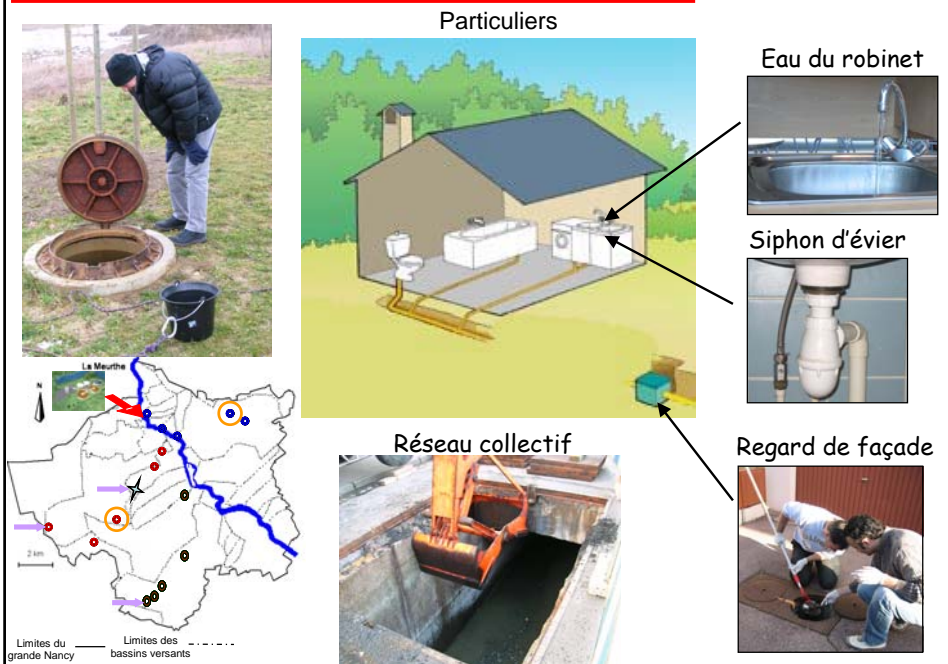 Particuliers
Eau du robinet
Siphon d'évier
La Meurthe
N
2 km
Réseau collectif
Regard de façade
Limites du
grande Nancy
Limites des
bassins versants